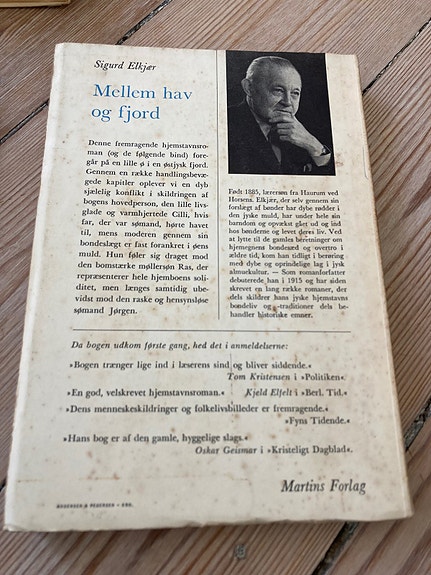 Sigurd Elkjær
Mellem hav
og fjord
Denne fremragende hjemstavnsro-
man (og de følgende bind) fore-
går på en lille ø i en østjysk fjord.
Gennem en række handlingsbevæ-
gede kapitler oplever vi en dyb
sjælelig konflikt i skildringen af
bogens hovedperson, den lille livs-
glade og varmhjertede Cilli, hvis
far, der var sømand, hørte havet
til, mens moderen gennem sin
bondeslægt er fast forankret i øens
muld. Hun føler sig draget mod
den bomstærke møllersøn Ras, der
repræsenterer hele hjemboens soli-
ditet, men længes samtidig ube-
vidst mod den raske og hensynsløse
sømand Jørgen.
Født 1885, lærersøn fra Haurum ved
Horsens. Elkjær, der selv gennem sin
forslægt af bønder har dybe rødder i
den jyske muld, har under hele sin
barndom og opvækst gået ud og ind
hos bønderne og levet deres liv. Ved
at lytte til de gamles beretninger om
hjemegnens bondesæd og overtro i
ældre tid, kom han tidligt i berøring
med dybe og oprindelige lag i jysk
almuekultur. — Som romanforfatter
debuterede han i 1915 og har siden
skrevet en lang række romaner, der
dels skildrer hans jyske hjemstavns
bondeliv og -traditioner dels be-
handler historiske emner.
Da bogen udkom første gang, hed det i anmeldelserne:
»Bogen trænger lige ind i læserens sind og bliver siddende.«
Tom Kristensen i »Politiken«.
»En god, velskrevet hjemstavnsroman.« Kjeld Elfelt i »Berl. Tid.«
»Dens menneskeskildringer og folkelivsbilleder er fremragende.«
»Fyns Tidende.«
»Hans bog er af den gamle, hyggelige slags.«
Oskar Geismar i »Kristeligt Dagblad«.
Martins Forlag